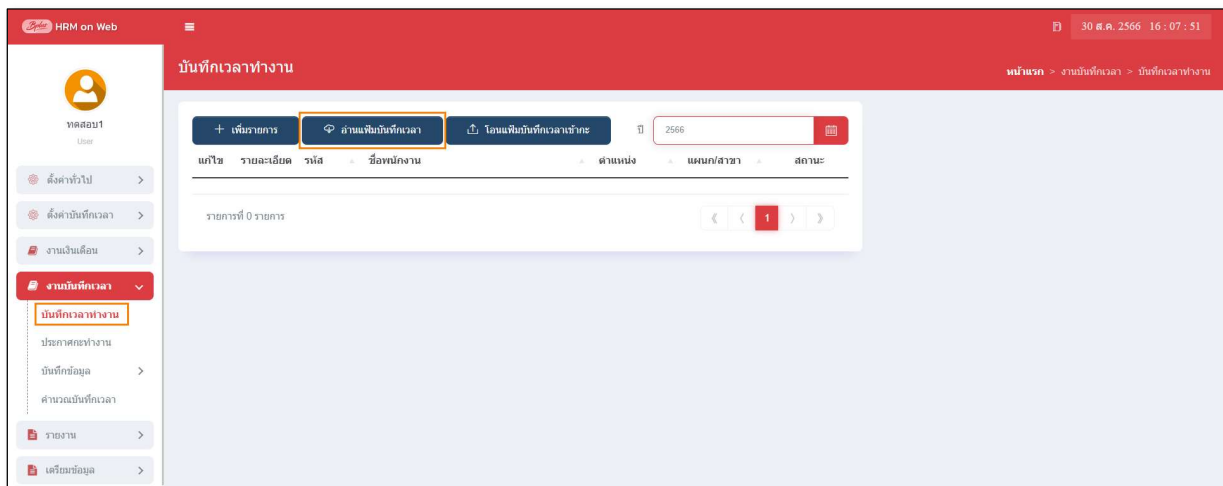 Bplus HRM on Web
30 ส.ค. 2566 16 : 07 : 51
บันทึกเวลาทำงาน
หน้าแรก > งานบันทึกเวลา > บันทึกเวลาทำงาน
ทดสอบ1
User
ตั้งค่าทั่วไป
ตั้งค่าบันทึกเวลา
งานเงินเดือน
งานบันทึกเวลา
บันทึกเวลาทำงาน
ประกาศกะทำงาน
บันทึกข้อมูล
คำนวณบันทึกเวลา
รายงาน
เตรียมข้อมูล
+ เพิ่มรายการ อ่านแฟ้มบันทึกเวลา โอนแฟ้มบันทึกเวลาเข้ากะ ปี 2566
แก้ไข รายละเอียด รหัส ชื่อพนักงาน ตำแหน่ง แผนก/สาขา สถานะ
รายการที่ 0 รายการ
《 〈 1 〉 》